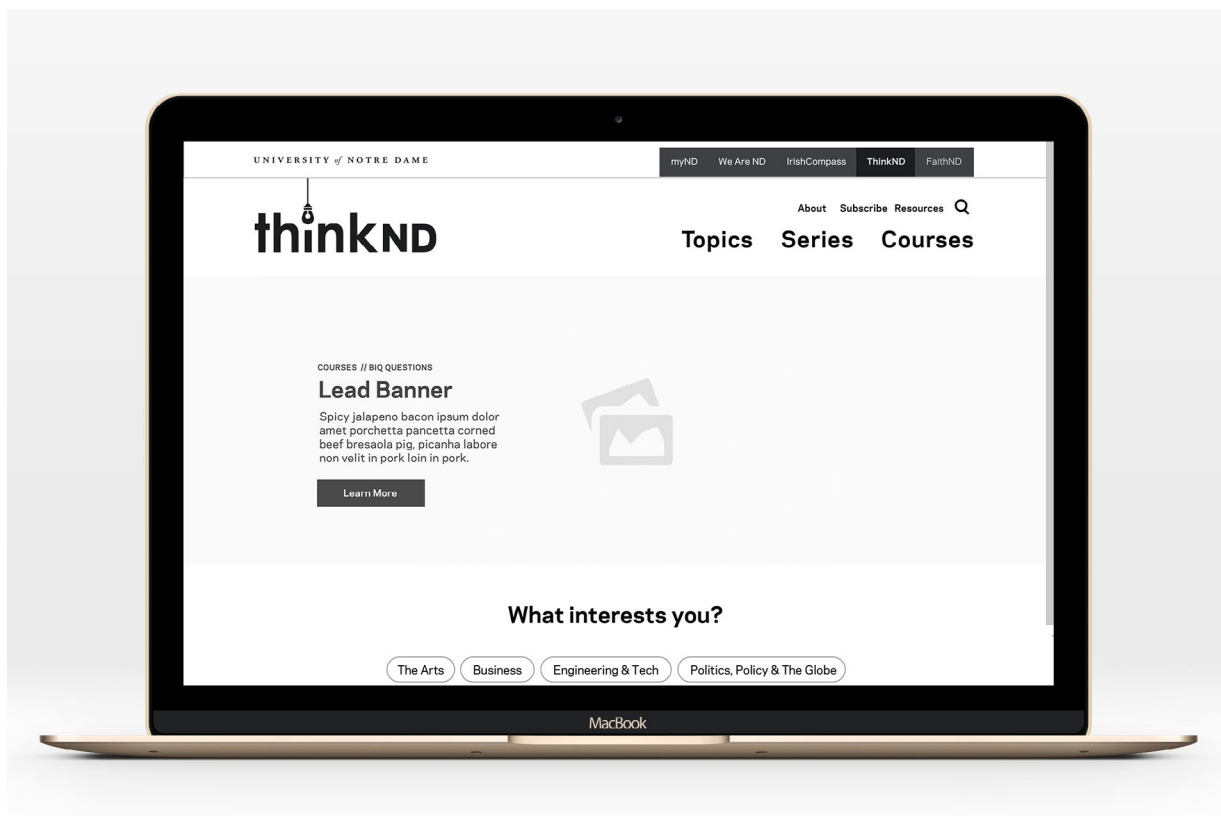 UNIVERSITY of NOTRE DAME
myND We Are ND IrishCompass ThinkND FaithND
About Subscribe Resources
thinkND
Topics Series Courses
COURSES // BIQ QUESTIONS
Lead Banner
Spicy jalapeno bacon ipsum dolor
amet porchetta pancetta corned
beef bresaola pig, picanha labore
non velit in pork loin in pork.
Learn More
What interests you?
The Arts Business Engineering & Tech Politics, Policy & The Globe
MacBook